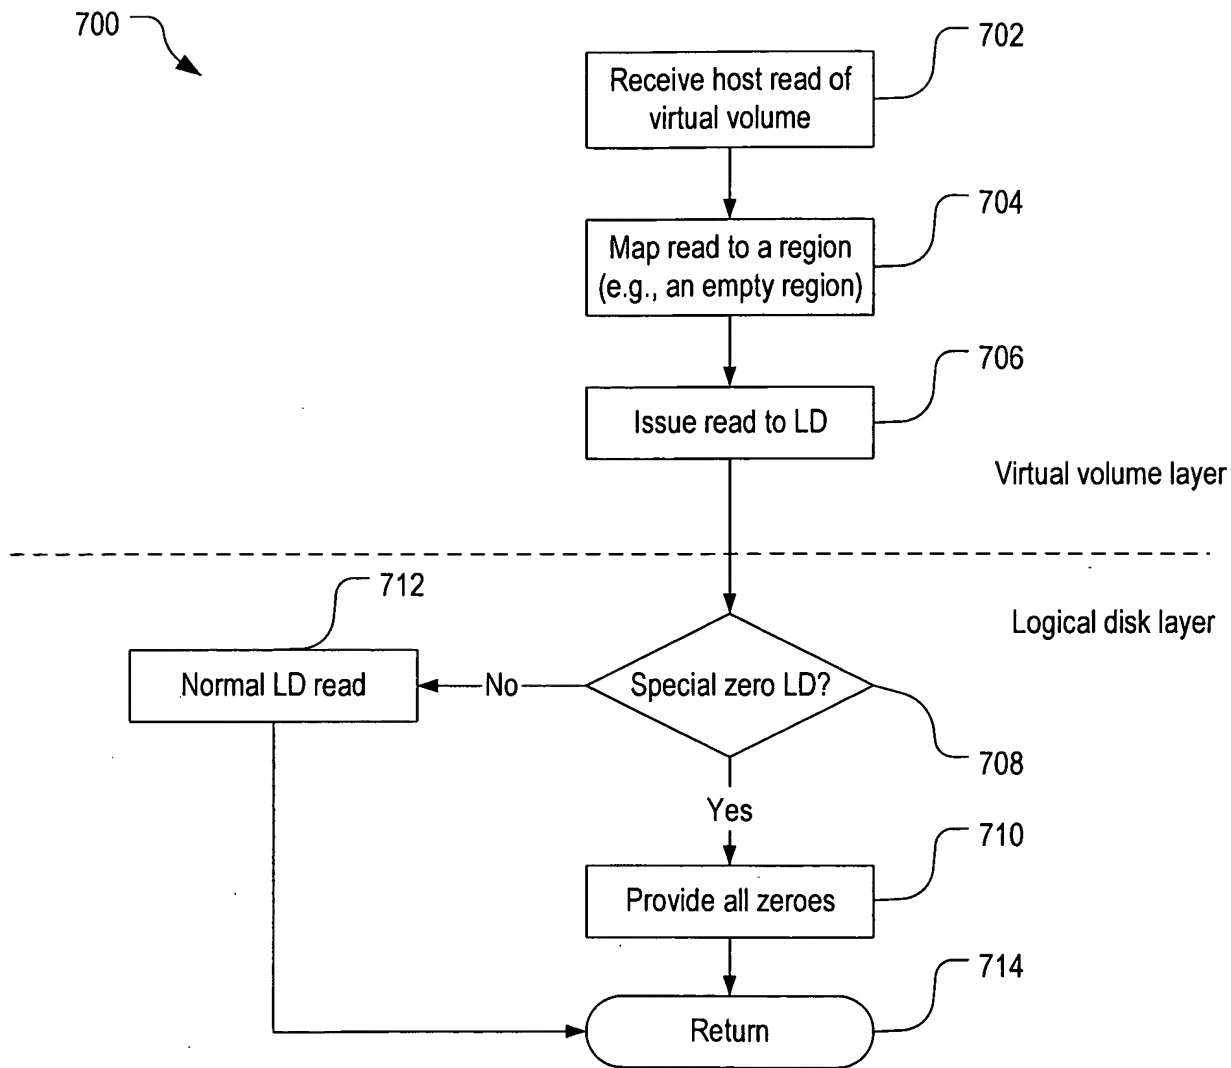 700
702
Receive host read of
virtual volume
704
Map read to a region
(e.g., an empty region)
706
Issue read to LD
Virtual volume layer
712
Logical disk layer
Normal LD read
No
Special zero LD?
708
Yes
710
Provide all zeroes
714
Return